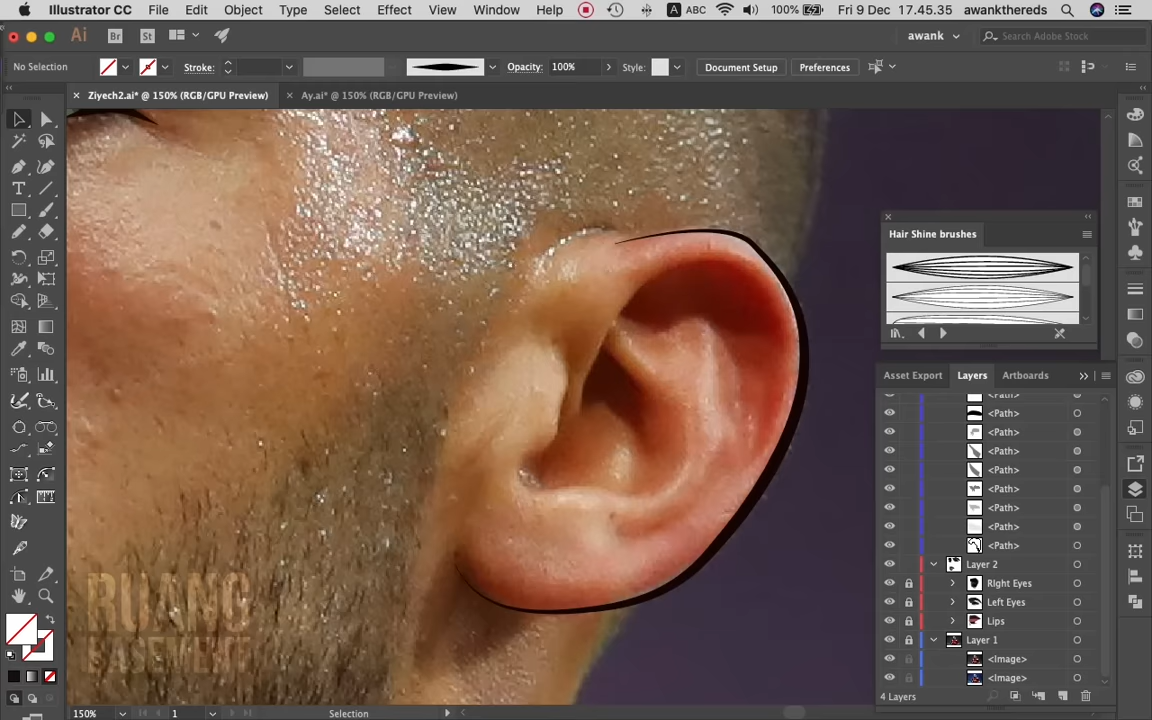 Illustrator CC File Edit Object Type Select Effect View Window Help A ABC 100% Fri 9 Dec 17.45.35 awankthereds
Ai Br St awank Search Adobe Stock
No Selection Stroke: Opacity: 100% Style: Document Setup Preferences
Ziyech2.ai* @ 150% (RGB/GPU Preview) Ay.ai* @ 150% (RGB/GPU Preview)
Hair Shine brushes
Asset Export Layers Artboards
<Path>
<Path>
<Path>
<Path>
<Path>
<Path>
<Path>
<Path>
<Path>
Layer 2
RIght Eyes
Left Eyes
Lips
Layer 1
<Image>
<Image>
RUANG
BASEMENT
4 Layers
150% 1 Selection